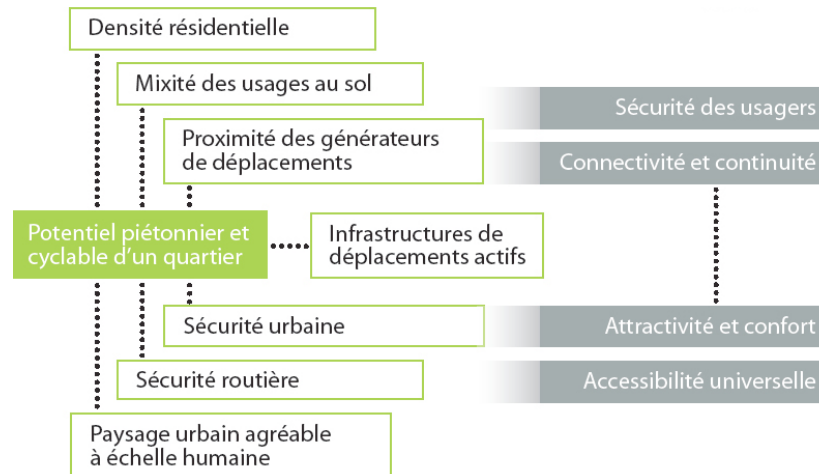 Densité résidentielle
Mixité des usages au sol
Sécurité des usagers
Proximité des générateurs
de déplacements
Connectivité et continuité
Potentiel piétonnier et
cyclable d'un quartier
Infrastructures de
déplacements actifs
Sécurité urbaine
Attractivité et confort
Sécurité routière
Accessibilité universelle
Paysage urbain agréable
à échelle humaine